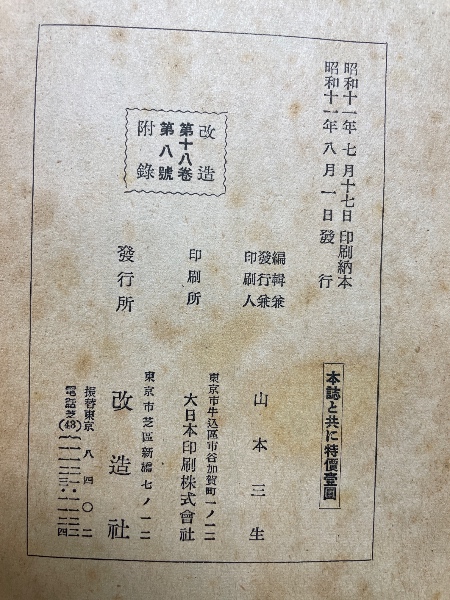 昭和十一年七月十七日印刷納本
昭和十一年八月一日發行
本誌と共に特價壹圓
改造
第十八卷
第八號
附錄
編輯兼
發行兼
印刷人
山本三生
東京市牛込區市谷加賀町一ノ一二
印刷所
大日本印刷株式會社
東京市芝區新橋七ノ一二
發行所
改造社
振替東京八四〇二
電話芝(43)